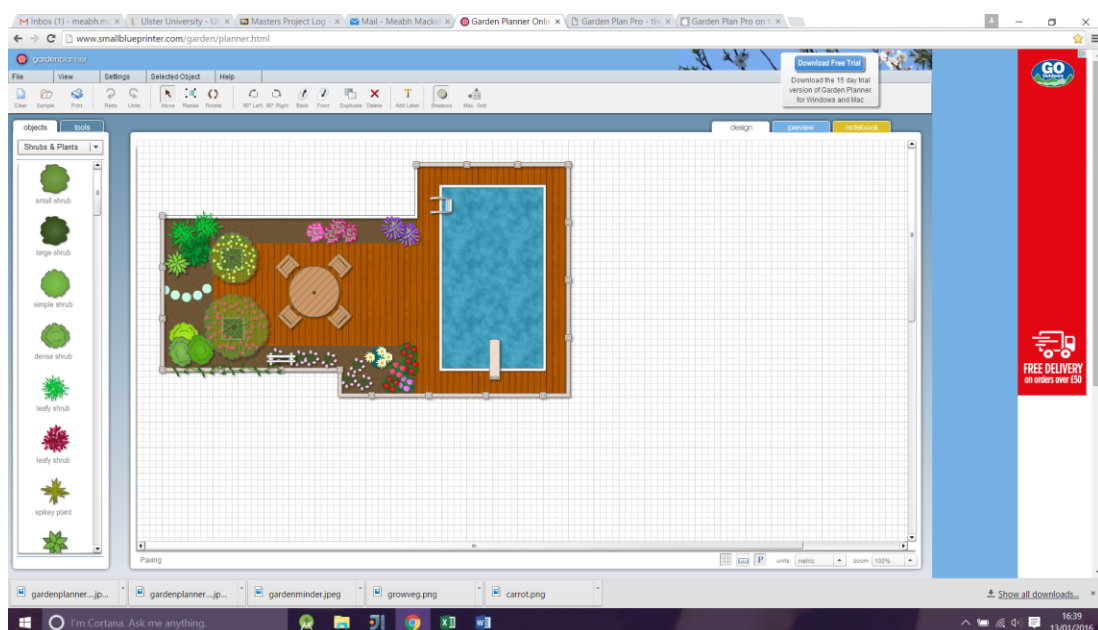 Inbox (1) - meabh.m
Ulster University - Ul
Masters Project Log
Mail - Meabh Macke
Garden Planner Onlin
Garden Plan Pro - the
Garden Plan Pro on t
www.smallblueprinter.com/garden/planner.html
gardenplanner
File View Settings Selected Object Help
Clear Sample Print Redo Undo Move Resize Rotate 90° Left 90° Right Back Front Duplicate Delete Add Label Shadows Max. Grid
Download Free Trial
Download the 15 day trial
version of Garden Planner
for Windows and Mac
objects tools
design preview notebook
Shrubs & Plants
small shrub
large shrub
simple shrub
dense shrub
leafy shrub
leafy shrub
spikey plant
Paving
P units: metric zoom: 100%
GO
Outdoors
FREE DELIVERY
on orders over £50
gardenplanner....jp...
gardenplanner....jp...
gardenminder.jpeg
growveg.png
carrot.png
Show all downloads...
I'm Cortana. Ask me anything.
16:39
13/01/2016